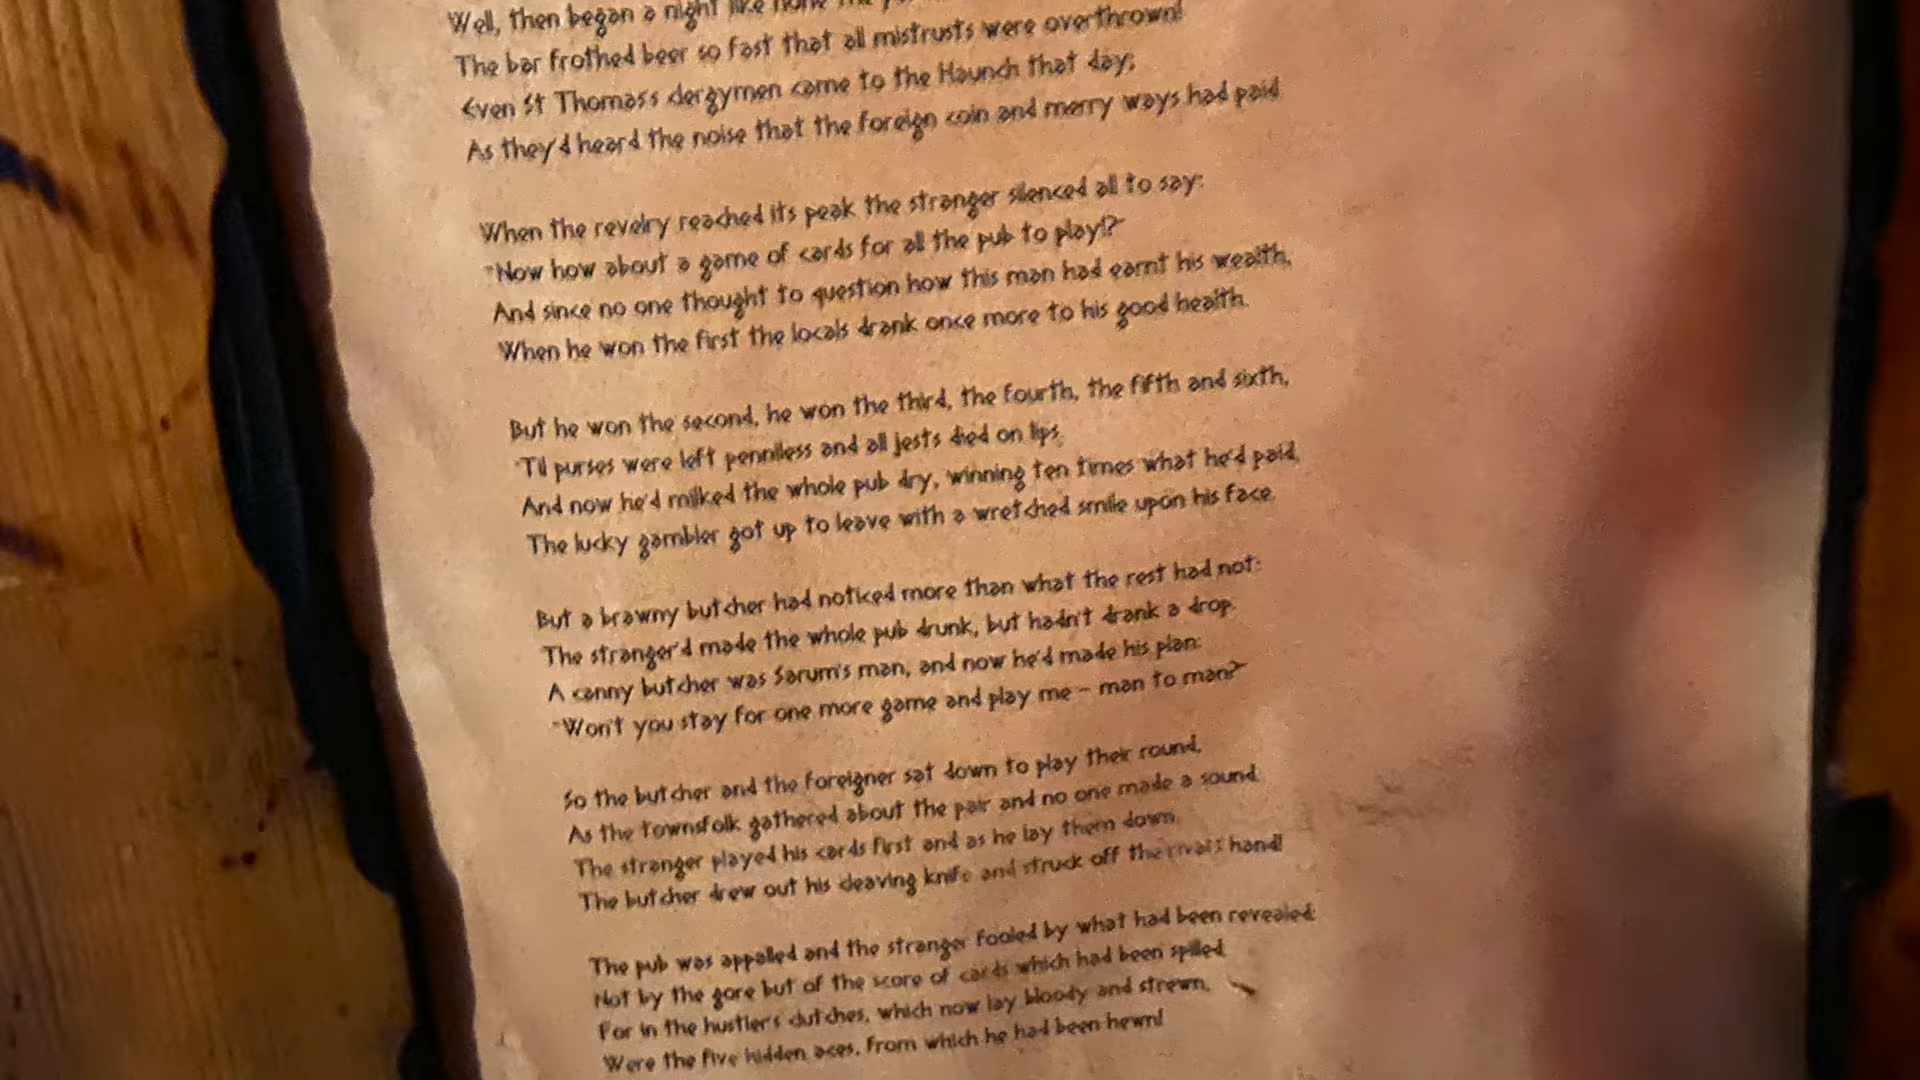 Well, then began a night like none
The bar frothed beer so fast that all mistrusts were overthrown!
Even St Thomas's clergymen came to the Haunch that day;
As they'd heard the noise that the foreign coin and merry ways had paid.

When the revelry reached its peak the stranger silenced all to say:
"Now how about a game of cards for all the pub to play!?"
And since no one thought to question how this man had earnt his wealth,
When he won the first the locals drank once more to his good health.

But he won the second, he won the third, the fourth, the fifth and sixth,
'Til purses were left penniless and all jests died on lips,
And now he'd milked the whole pub dry, winning ten times what he'd paid,
The lucky gambler got up to leave with a wretched smile upon his face.

But a brawny butcher had noticed more than what the rest had not:
The stranger'd made the whole pub drunk, but hadn't drank a drop.
A canny butcher was Sarum's man, and now he'd made his plan:
"Won't you stay for one more game and play me – man to man?"

So the butcher and the foreigner sat down to play their round,
As the townsfolk gathered about the pair and no one made a sound.
The stranger played his cards first and as he lay them down,
The butcher drew out his cleaving knife and struck off the rival's hand!

The pub was appalled and the stranger fooled by what had been revealed:
Not by the gore but of the score of cards which had been spilled.
For in the hustler's clutches, which now lay bloody and strewn,
Were the five hidden aces, from which he had been hewn!